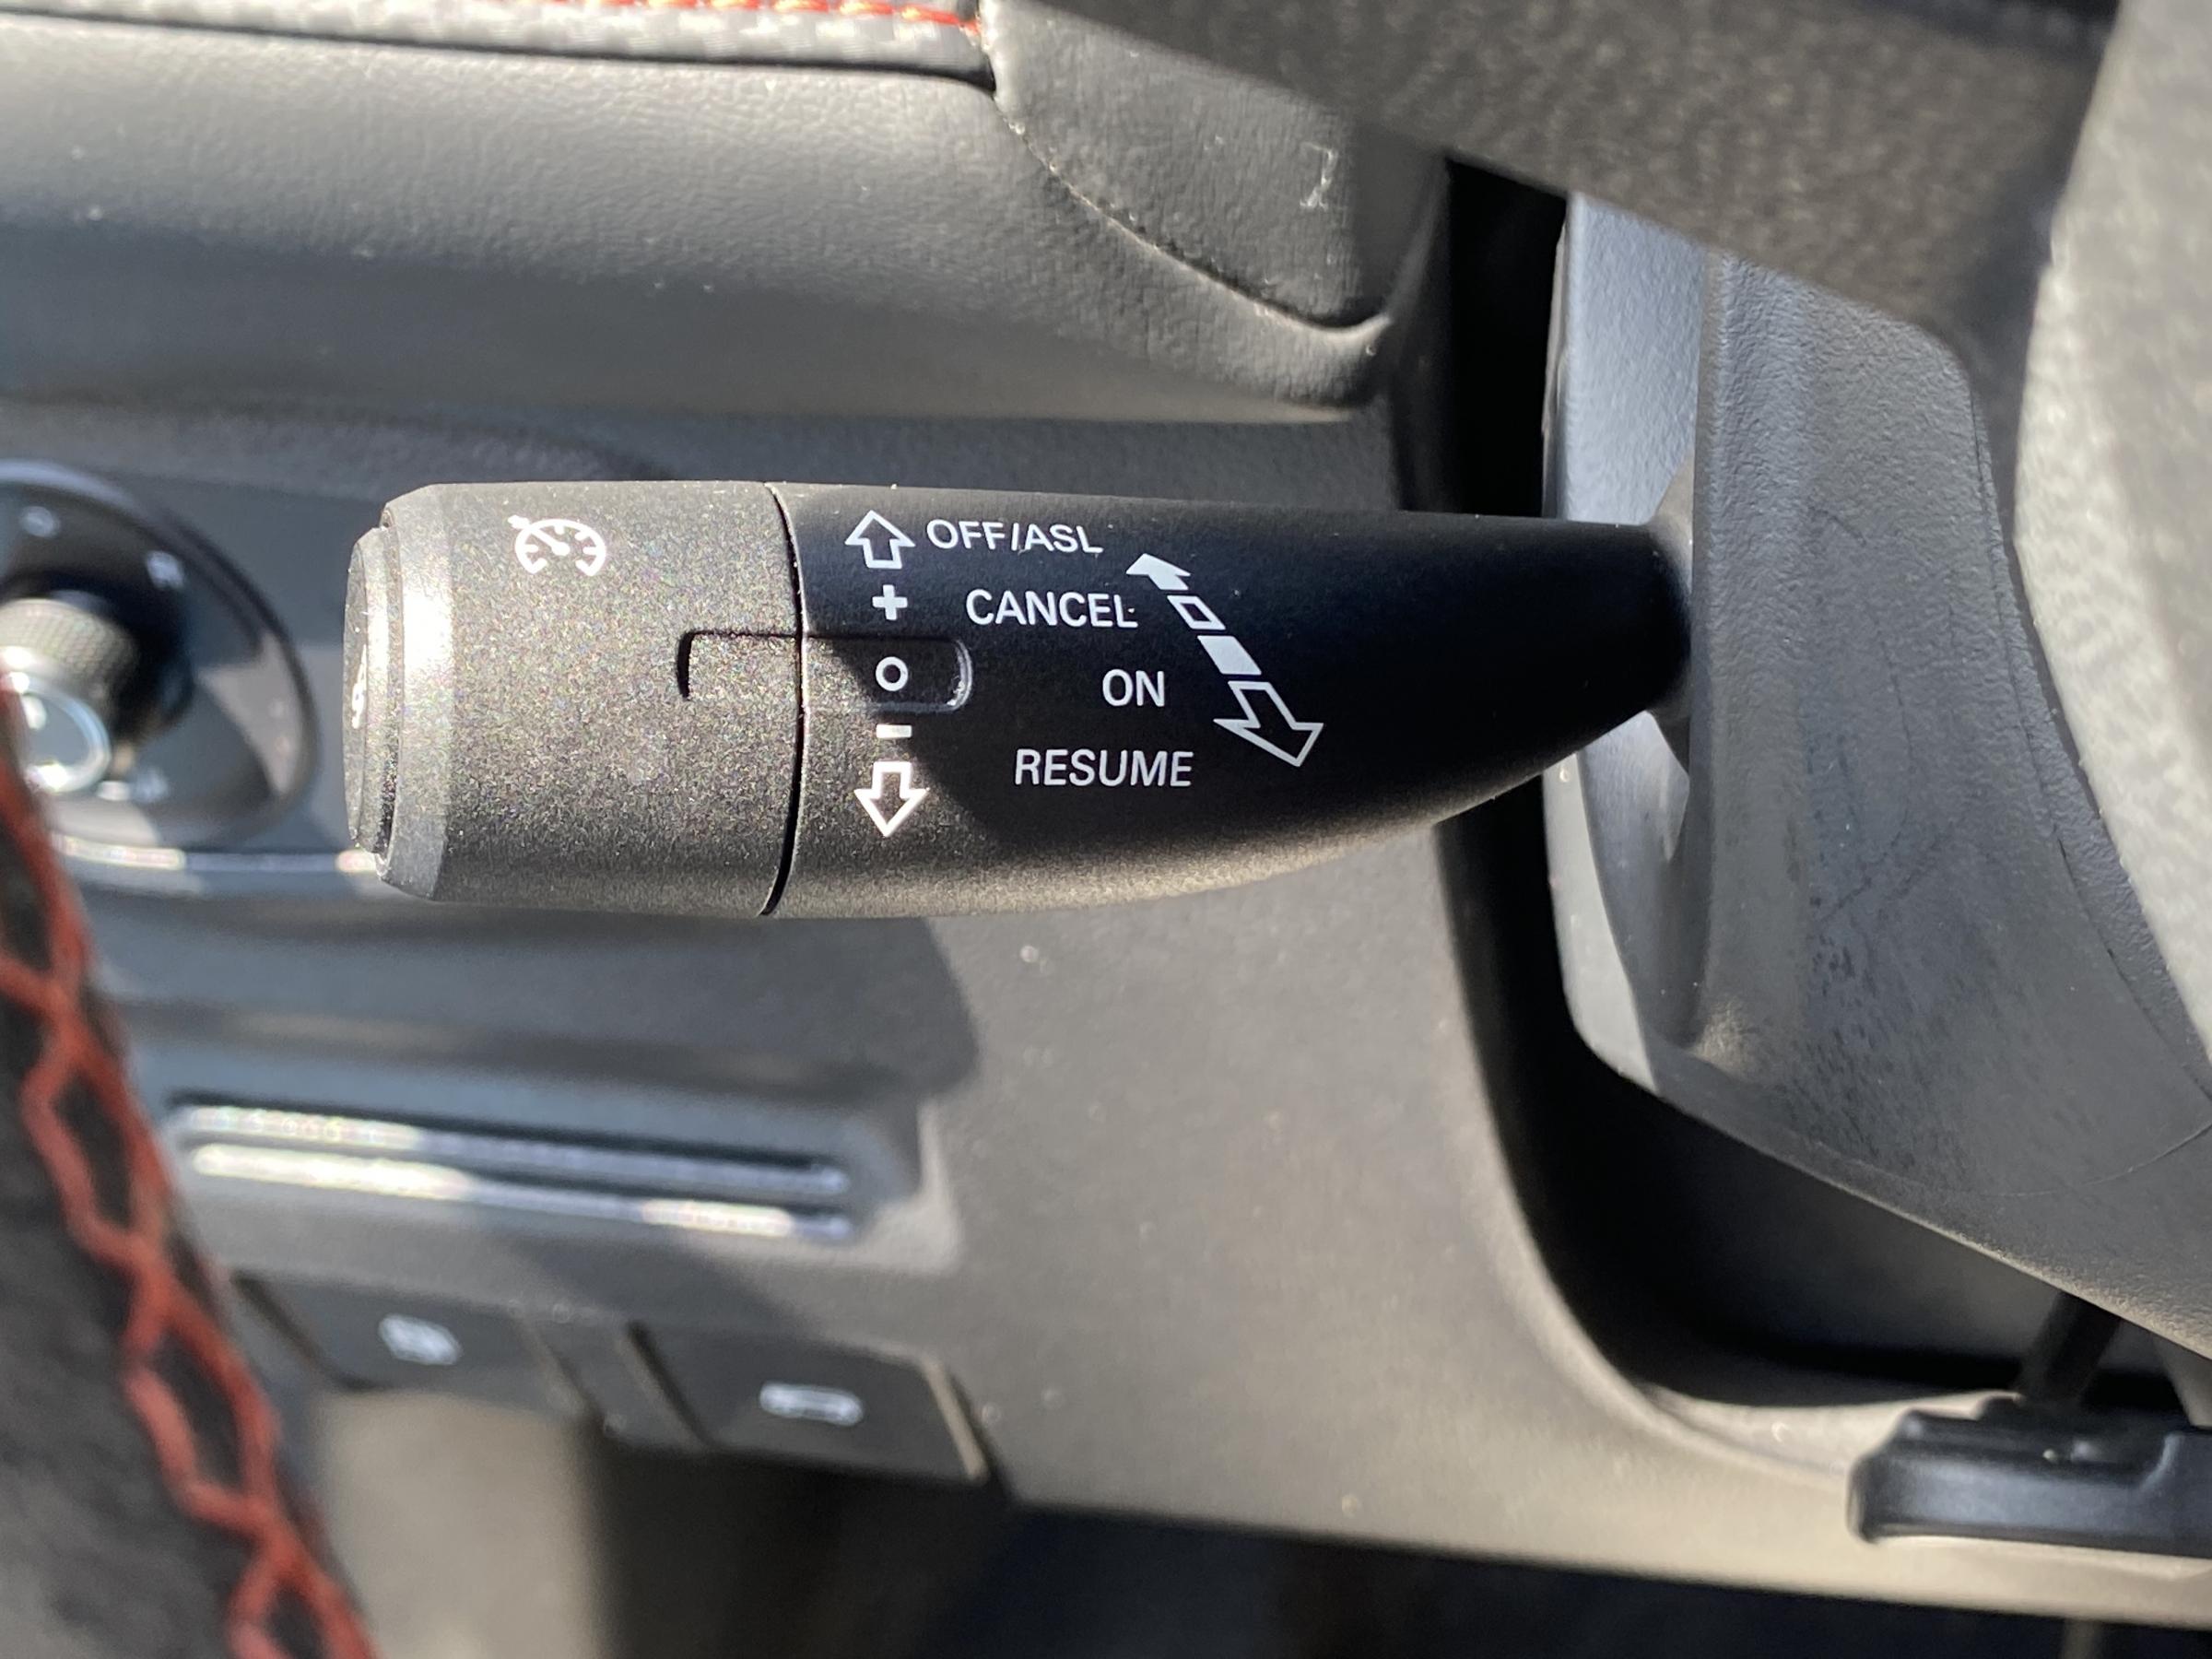 OFF/ASL
+ CANCEL
O ON
—
RESUME